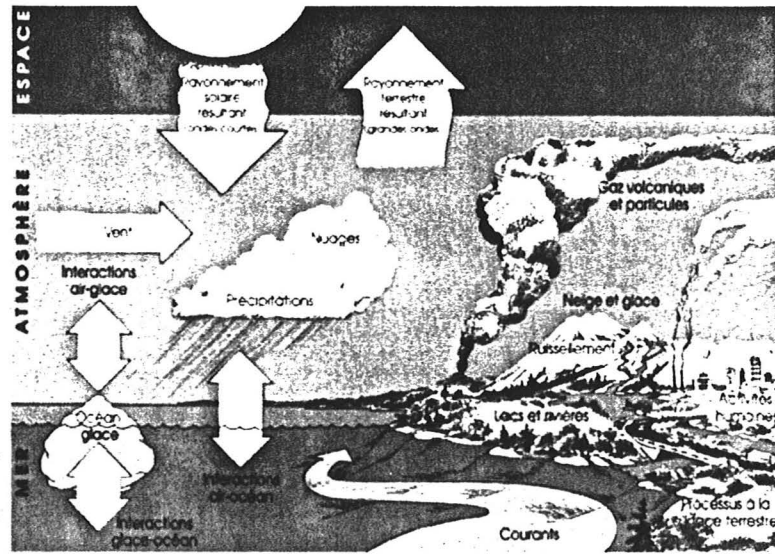 ESPACE
ATMOSPHÈRE
MER
Rayonnement
solaire
résultant
ondes courtes
Rayonnement
terrestre
résultant
grandes ondes
Gaz volcaniques
et particules
Vent
Nuages
Interactions
air-glace
Précipitations
Neige et glace
Ruissellement
Océan
glace
Lacs et rivières
Activités
humaines
Interactions
air-océan
Interactions
glace-océan
Courants
Processus à la
surface terrestre